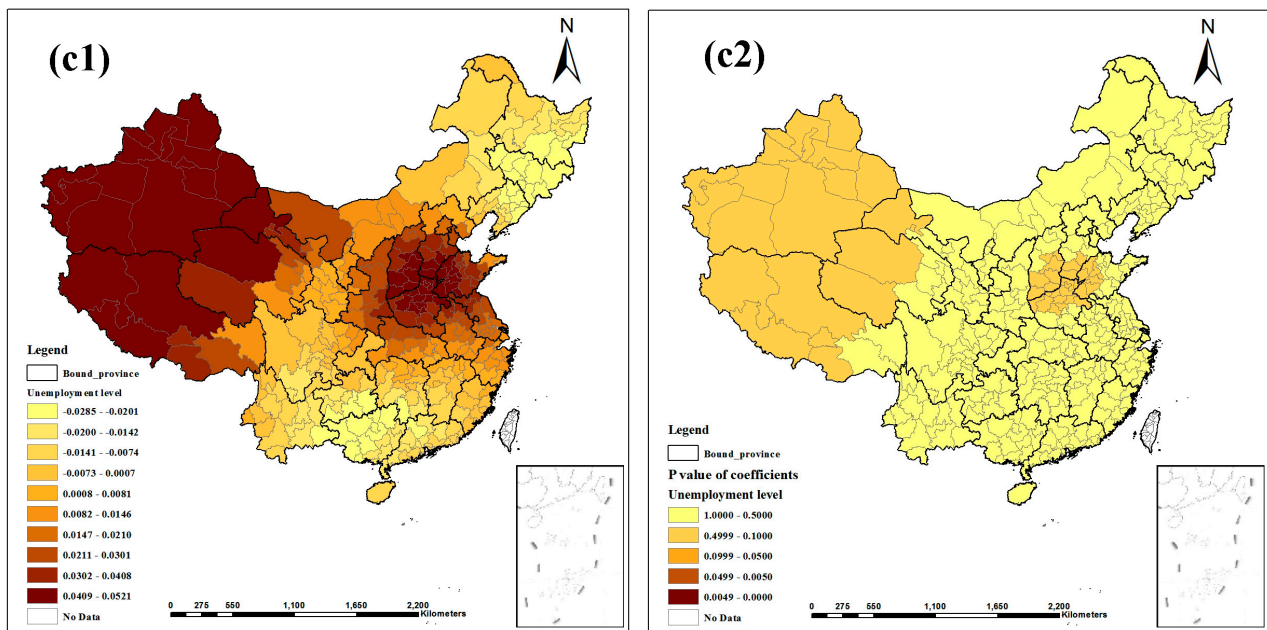 (c1)
N
Legend
Bound_province
Unemployment level
-0.0285 - -0.0201
-0.0200 - -0.0142
-0.0141 - -0.0074
-0.0073 - 0.0007
0.0008 - 0.0081
0.0082 - 0.0146
0.0147 - 0.0210
0.0211 - 0.0301
0.0302 - 0.0408
0.0409 - 0.0521
No Data
0 275 550 1,100 1,650 2,200
Kilometers
(c2)
N
Legend
Bound_province
P value of coefficients
Unemployment level
1.0000 - 0.5000
0.4999 - 0.1000
0.0999 - 0.0500
0.0499 - 0.0050
0.0049 - 0.0000
No Data
0 275 550 1,100 1,650 2,200
Kilometers